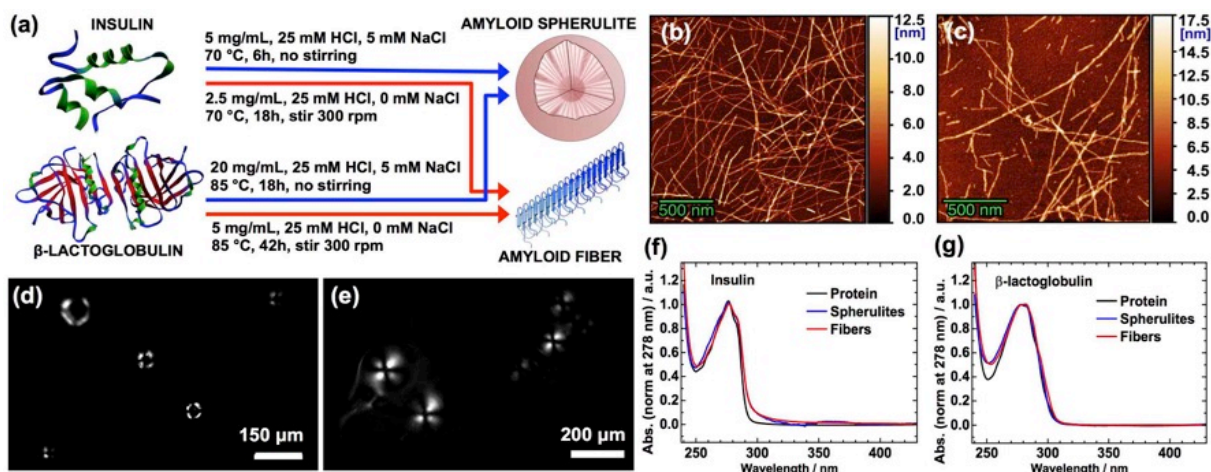 (a)
INSULIN
5 mg/mL, 25 mM HCl, 5 mM NaCl
70 °C, 6h, no stirring
2.5 mg/mL, 25 mM HCl, 0 mM NaCl
70 °C, 18h, stir 300 rpm
20 mg/mL, 25 mM HCl, 5 mM NaCl
85 °C, 18h, no stirring
β-LACTOGLOBULIN
5 mg/mL, 25 mM HCl, 0 mM NaCl
85 °C, 42h, stir 300 rpm
AMYLOID SPHERULITE
AMYLOID FIBER
(b)
500 nm
12.5
[nm]
10.0
8.0
6.0
4.0
2.0
0.0
(c)
500 nm
17.5
[nm]
14.5
12.5
10.5
8.5
6.5
4.5
2.5
0.0
(d)
150 µm
(e)
200 µm
(f)
Insulin
Protein
Spherulites
Fibers
Abs. (norm at 278 nm) / a.u.
1.2
1.0
0.8
0.6
0.4
0.2
0.0
250
300
350
400
Wavelength / nm
(g)
β-lactoglobulin
Protein
Spherulites
Fibers
Abs. (norm at 278 nm) / a.u.
1.2
1.0
0.8
0.6
0.4
0.2
0.0
250
300
350
400
Wavelength / nm